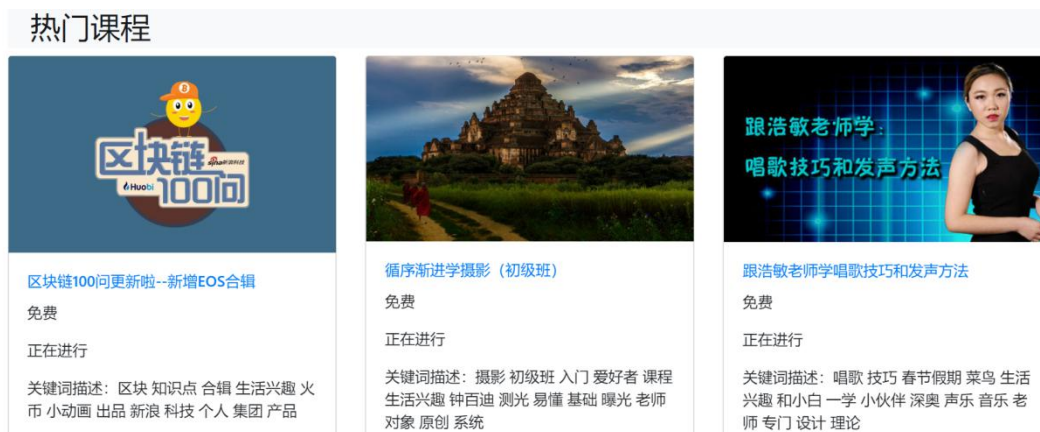 热门课程
区块链
sina新浪科技
Huobi
100问
跟浩敏老师学：
唱歌技巧和发声方法
区块链100问更新啦--新增EOS合辑
免费
正在进行
关键词描述：区块 知识点 合辑 生活兴趣 火
币 小动画 出品 新浪 科技 个人 集团 产品
循序渐进学摄影（初级班）
免费
正在进行
关键词描述：摄影 初级班 入门 爱好者 课程
生活兴趣 钟百迪 测光 易懂 基础 曝光 老师
对象 原创 系统
跟浩敏老师学唱歌技巧和发声方法
免费
正在进行
关键词描述：唱歌 技巧 春节假期 菜鸟 生活
兴趣 和小白 一学 小伙伴 深奥 声乐 音乐 老
师 专门 设计 理论